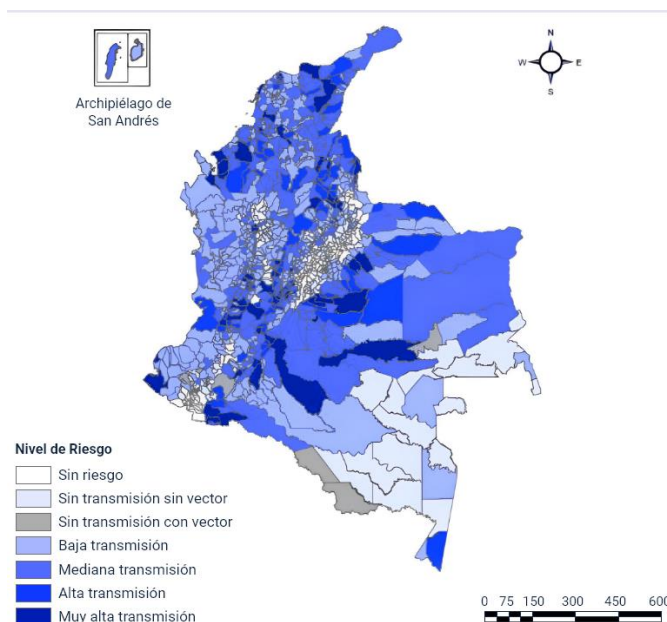 N
W E
S
Archipiélago de
San Andrés
Nivel de Riesgo
Sin riesgo
Sin transmisión sin vector
Sin transmisión con vector
Baja transmisión
Mediana transmisión
Alta transmisión
Muy alta transmisión
0 75 150 300 450 600